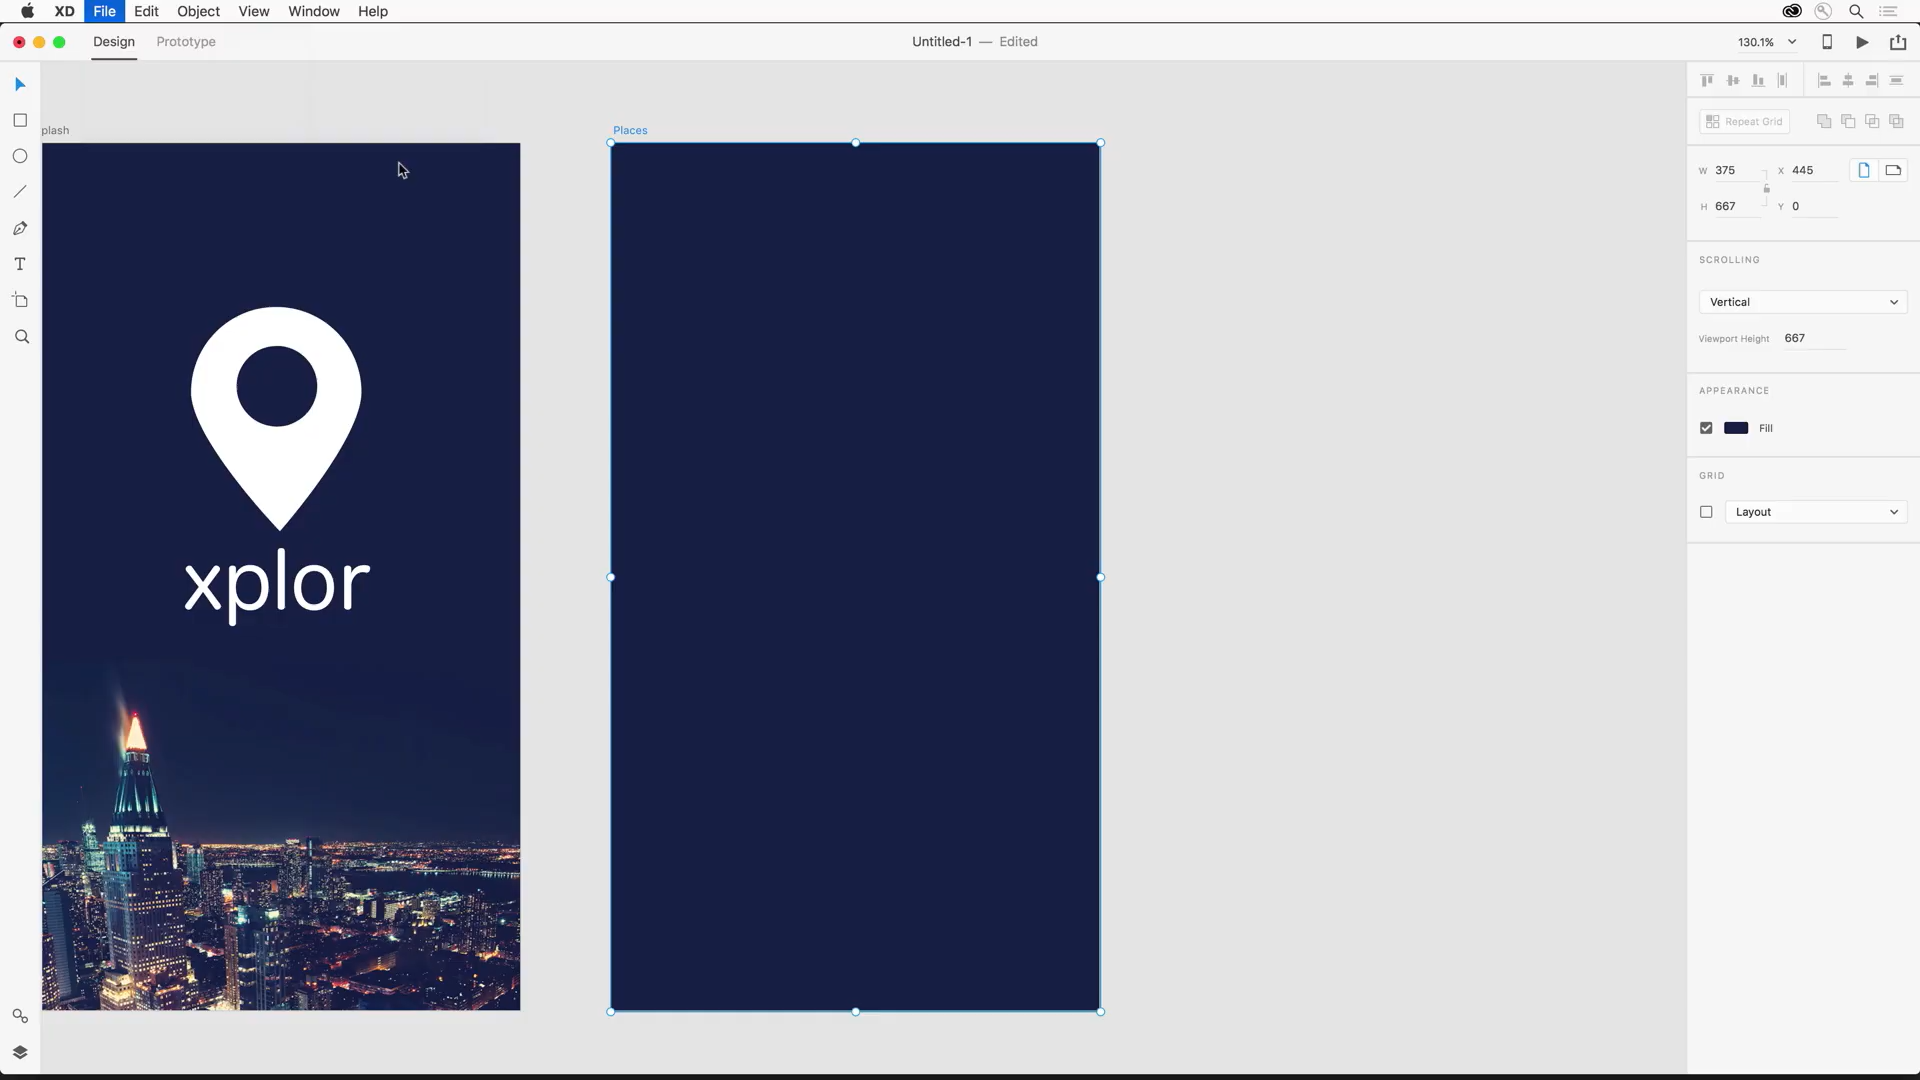 XD File Edit Object View Window Help
Design Prototype
Untitled-1 — Edited
130.1%
plash
Places
xplor
Repeat Grid
W 375 X 445
H 667 Y 0
SCROLLING
Vertical
Viewport Height 667
APPEARANCE
Fill
GRID
Layout